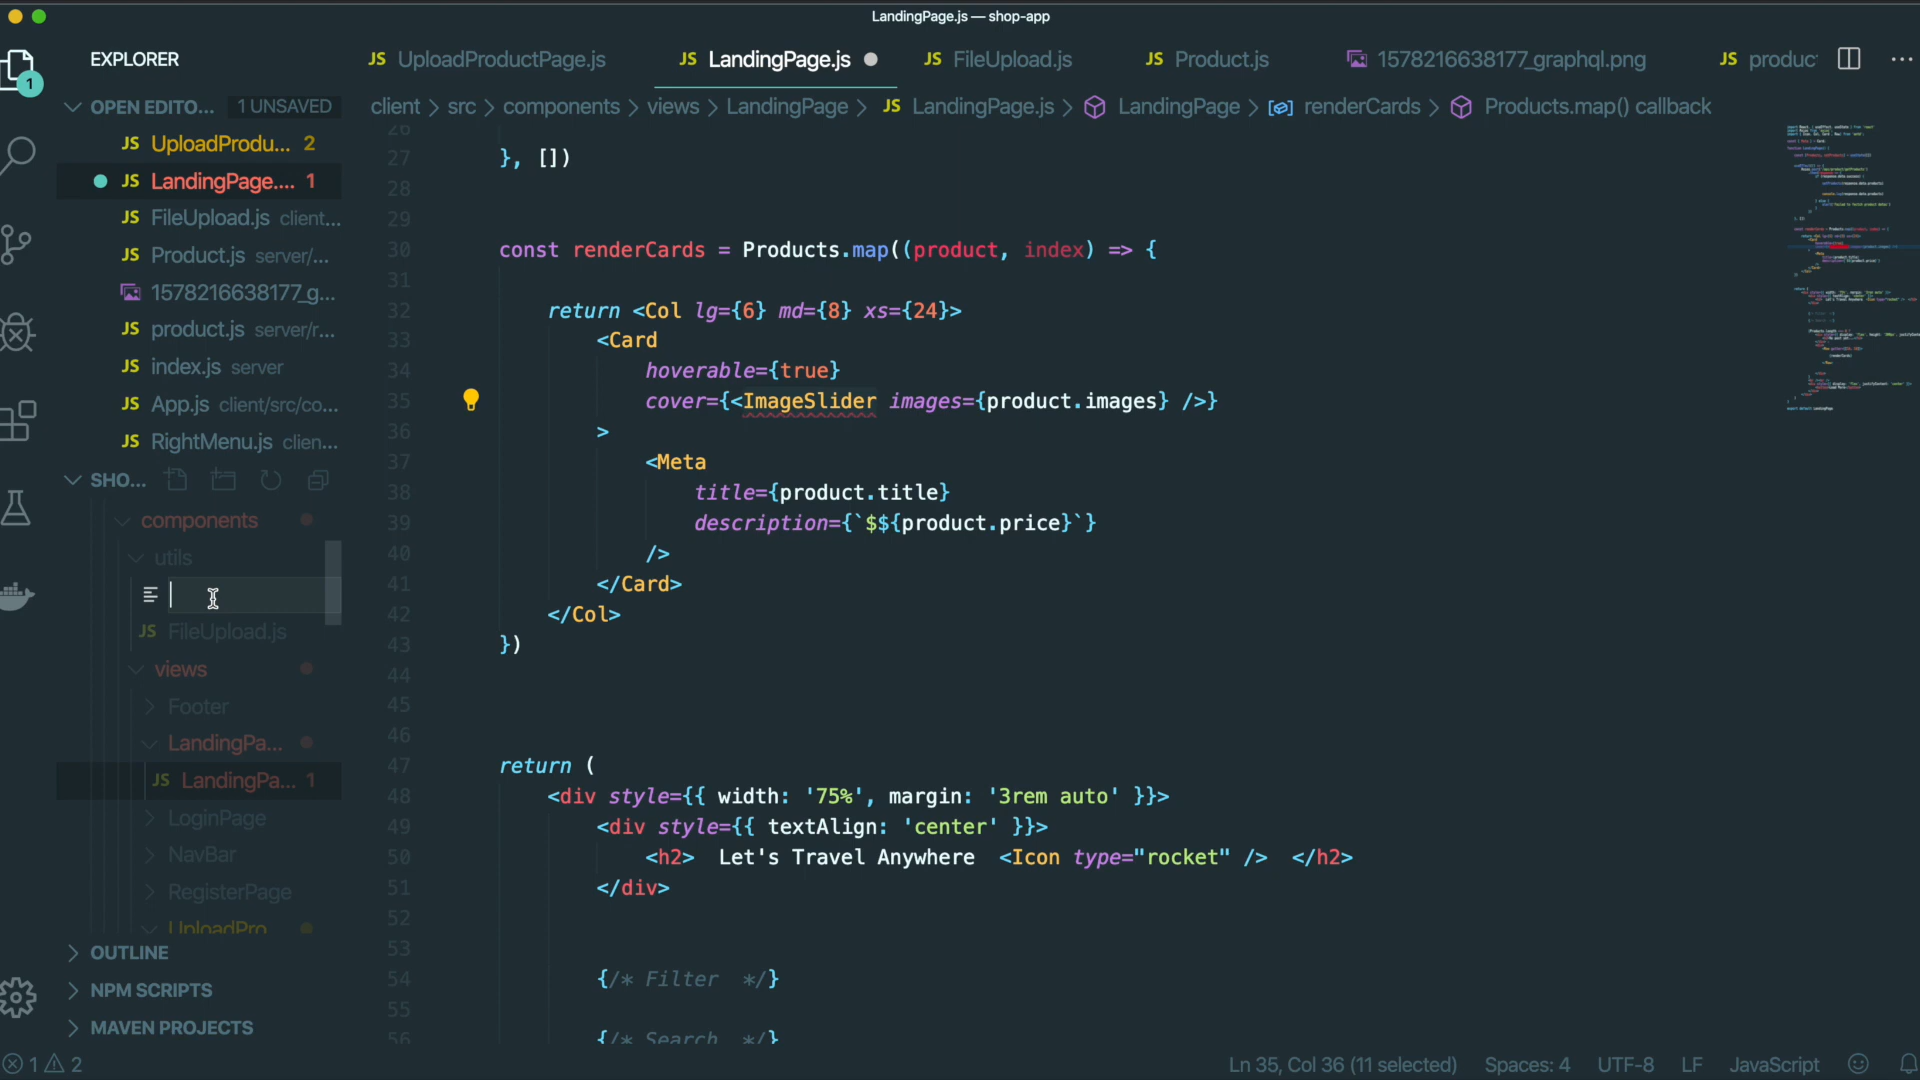 LandingPage.js — shop-app
EXPLORER
1
JS UploadProductPage.js
JS LandingPage.js
JS FileUpload.js
JS Product.js
1578216638177_graphql.png
JS produc
client > src > components > views > LandingPage > JS LandingPage.js > LandingPage > renderCards > Products.map() callback
OPEN EDITO... 1 UNSAVED
JS UploadProdu... 2
JS LandingPage.... 1
JS FileUpload.js client...
JS Product.js server/...
1578216638177_g...
JS product.js server/r...
JS index.js server
JS App.js client/src/co...
JS RightMenu.js clien...
SHO...
components
utils
JS FileUpload.js
views
Footer
LandingPa...
JS LandingPa... 1
LoginPage
NavBar
RegisterPage
UploadPro
OUTLINE
NPM SCRIPTS
MAVEN PROJECTS
26
27 }, [])
28
29
30 const renderCards = Products.map((product, index) => {
31
32 return <Col lg={6} md={8} xs={24}>
33 <Card
34 hoverable={true}
35 cover={<ImageSlider images={product.images} />}
36 >
37 <Meta
38 title={product.title}
39 description={`$${product.price}`}
40 />
41 </Card>
42 </Col>
43 })
44
45
46
47 return (
48 <div style={{ width: '75%', margin: '3rem auto' }}>
49 <div style={{ textAlign: 'center' }}>
50 <h2> Let's Travel Anywhere <Icon type="rocket" /> </h2>
51 </div>
52
53
54 {/* Filter */}
55
56 {/* Search */}
1 2
Ln 35, Col 36 (11 selected) Spaces: 4 UTF-8 LF JavaScript